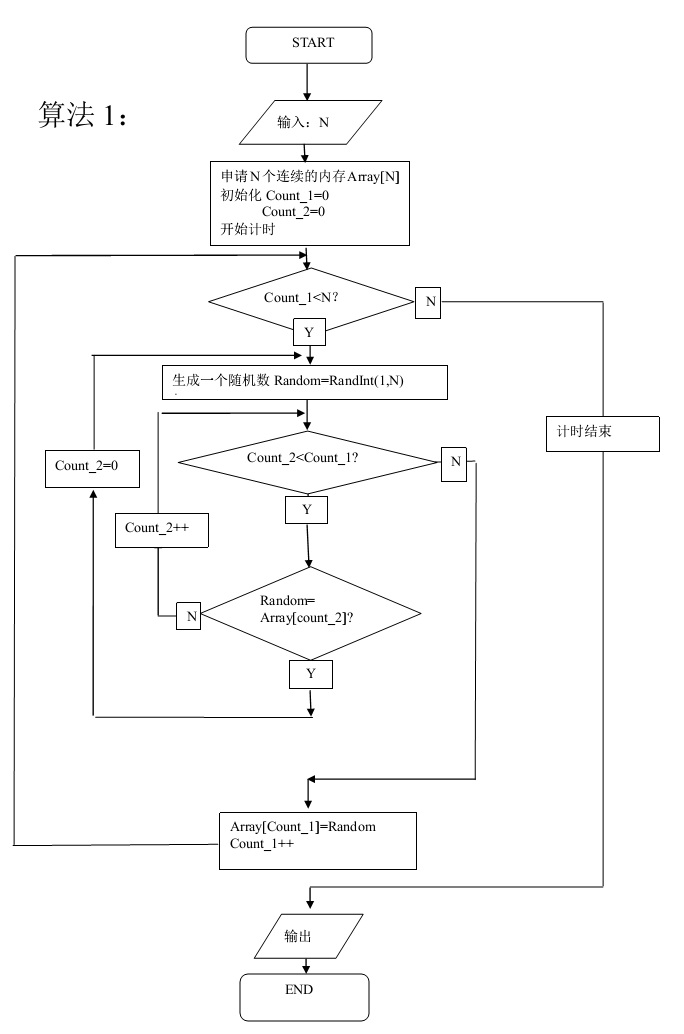 START
算法 1：
输入：N
申请N 个连续的内存Array[N]
初始化 Count_1=0
Count_2=0
开始计时
Count_1<N?
N
Y
生成一个随机数 Random=RandInt(1,N)
计时结束
Count_2<Count_1?
N
Count_2=0
Y
Count_2++
Random=
Array[count_2]?
N
Y
Array[Count_1]=Random
Count_1++
输出
END